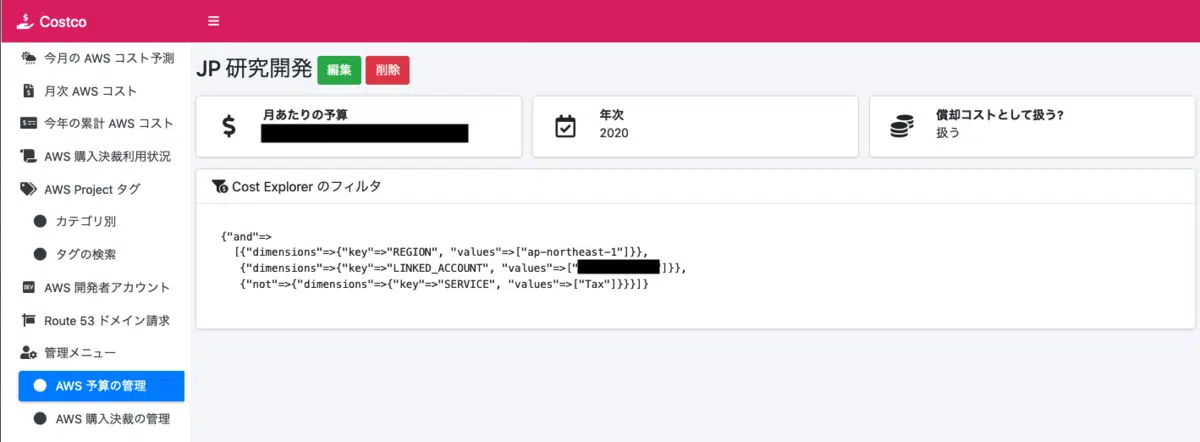 Costco
今月の AWS コスト予測
月次 AWS コスト
今年の累計 AWS コスト
AWS 購入決裁利用状況
AWS Project タグ
カテゴリ別
タグの検索
AWS 開発者アカウント
Route 53 ドメイン請求
管理メニュー
AWS 予算の管理
AWS 購入決裁の管理
JP 研究開発 編集 削除
月あたりの予算
年次
2020
償却コストとして扱う?
扱う
Cost Explorer のフィルタ
{"and"=>
[{"dimensions"=>{"key"=>"REGION", "values"=>["ap-northeast-1"]}},
{"dimensions"=>{"key"=>"LINKED_ACCOUNT", "values"=>[""]}},
{"not"=>{"dimensions"=>{"key"=>"SERVICE", "values"=>["Tax"]}}}]}